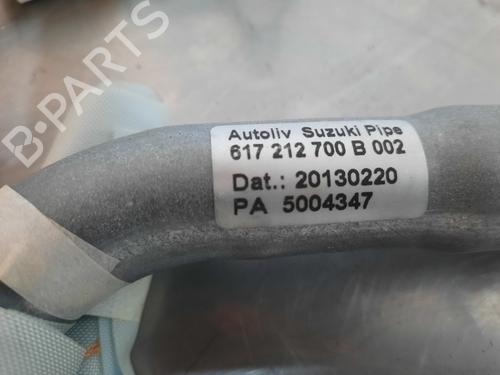 B-PARTS
Autoliv Suzuki Pipe
617 212 700 B 002
Dat.: 20130220
PA 5004347